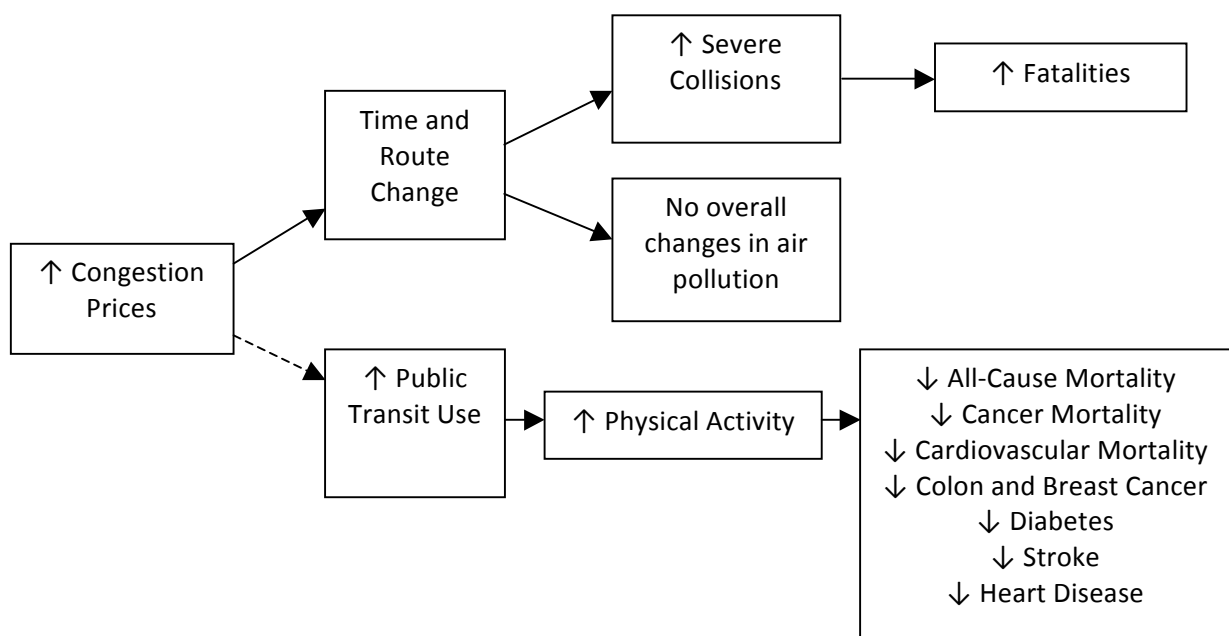 ↑ Congestion
Prices
Time and
Route
Change
↑ Severe
Collisions
↑ Fatalities
No overall
changes in air
pollution
↑ Public
Transit Use
↑ Physical Activity
↓ All-Cause Mortality
↓ Cancer Mortality
↓ Cardiovascular Mortality
↓ Colon and Breast Cancer
↓ Diabetes
↓ Stroke
↓ Heart Disease